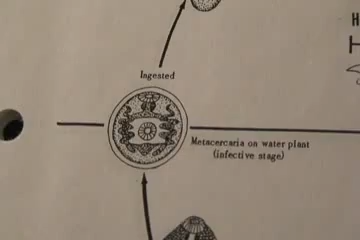 H
H
Ingested
Metacercaria on water plant
(infective stage)